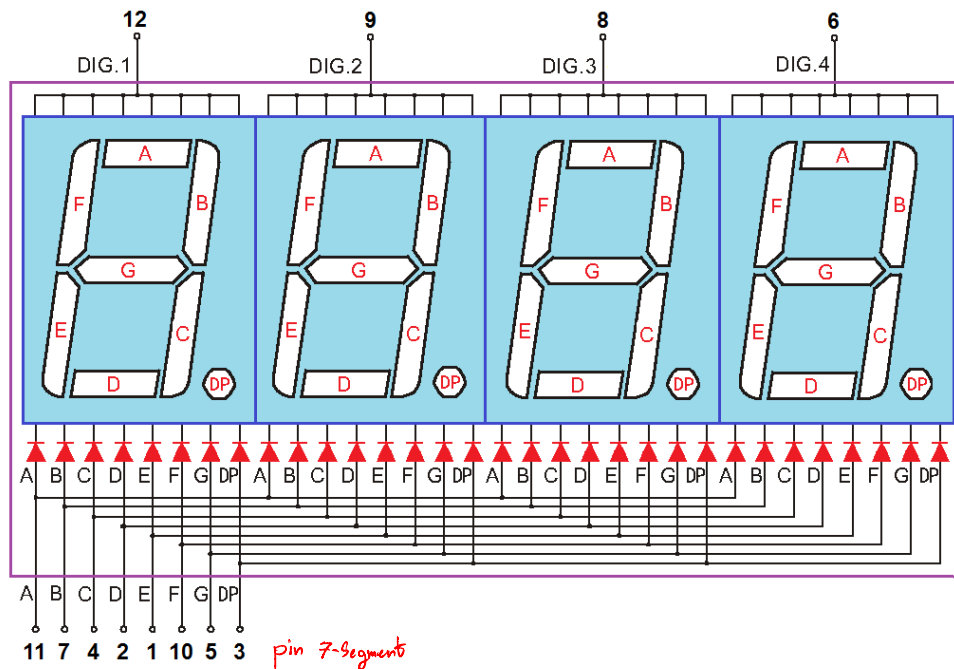 12 9 8 6
DIG.1 DIG.2 DIG.3 DIG.4
A A A A
F B F B F B F B
G G G G
E C E C E C E C
D DP D DP D DP D DP
A B C D E F G DP A B C D E F G DP A B C D E F G DP A B C D E F G DP
A B C D E F G DP
11 7 4 2 1 10 5 3 pin 7-Segment